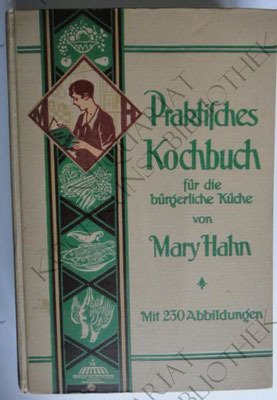 Praktisches
Kochbuch
für die
bürgerliche Küche
von
Mary Hahn
Mit 230 Abbildungen
M H